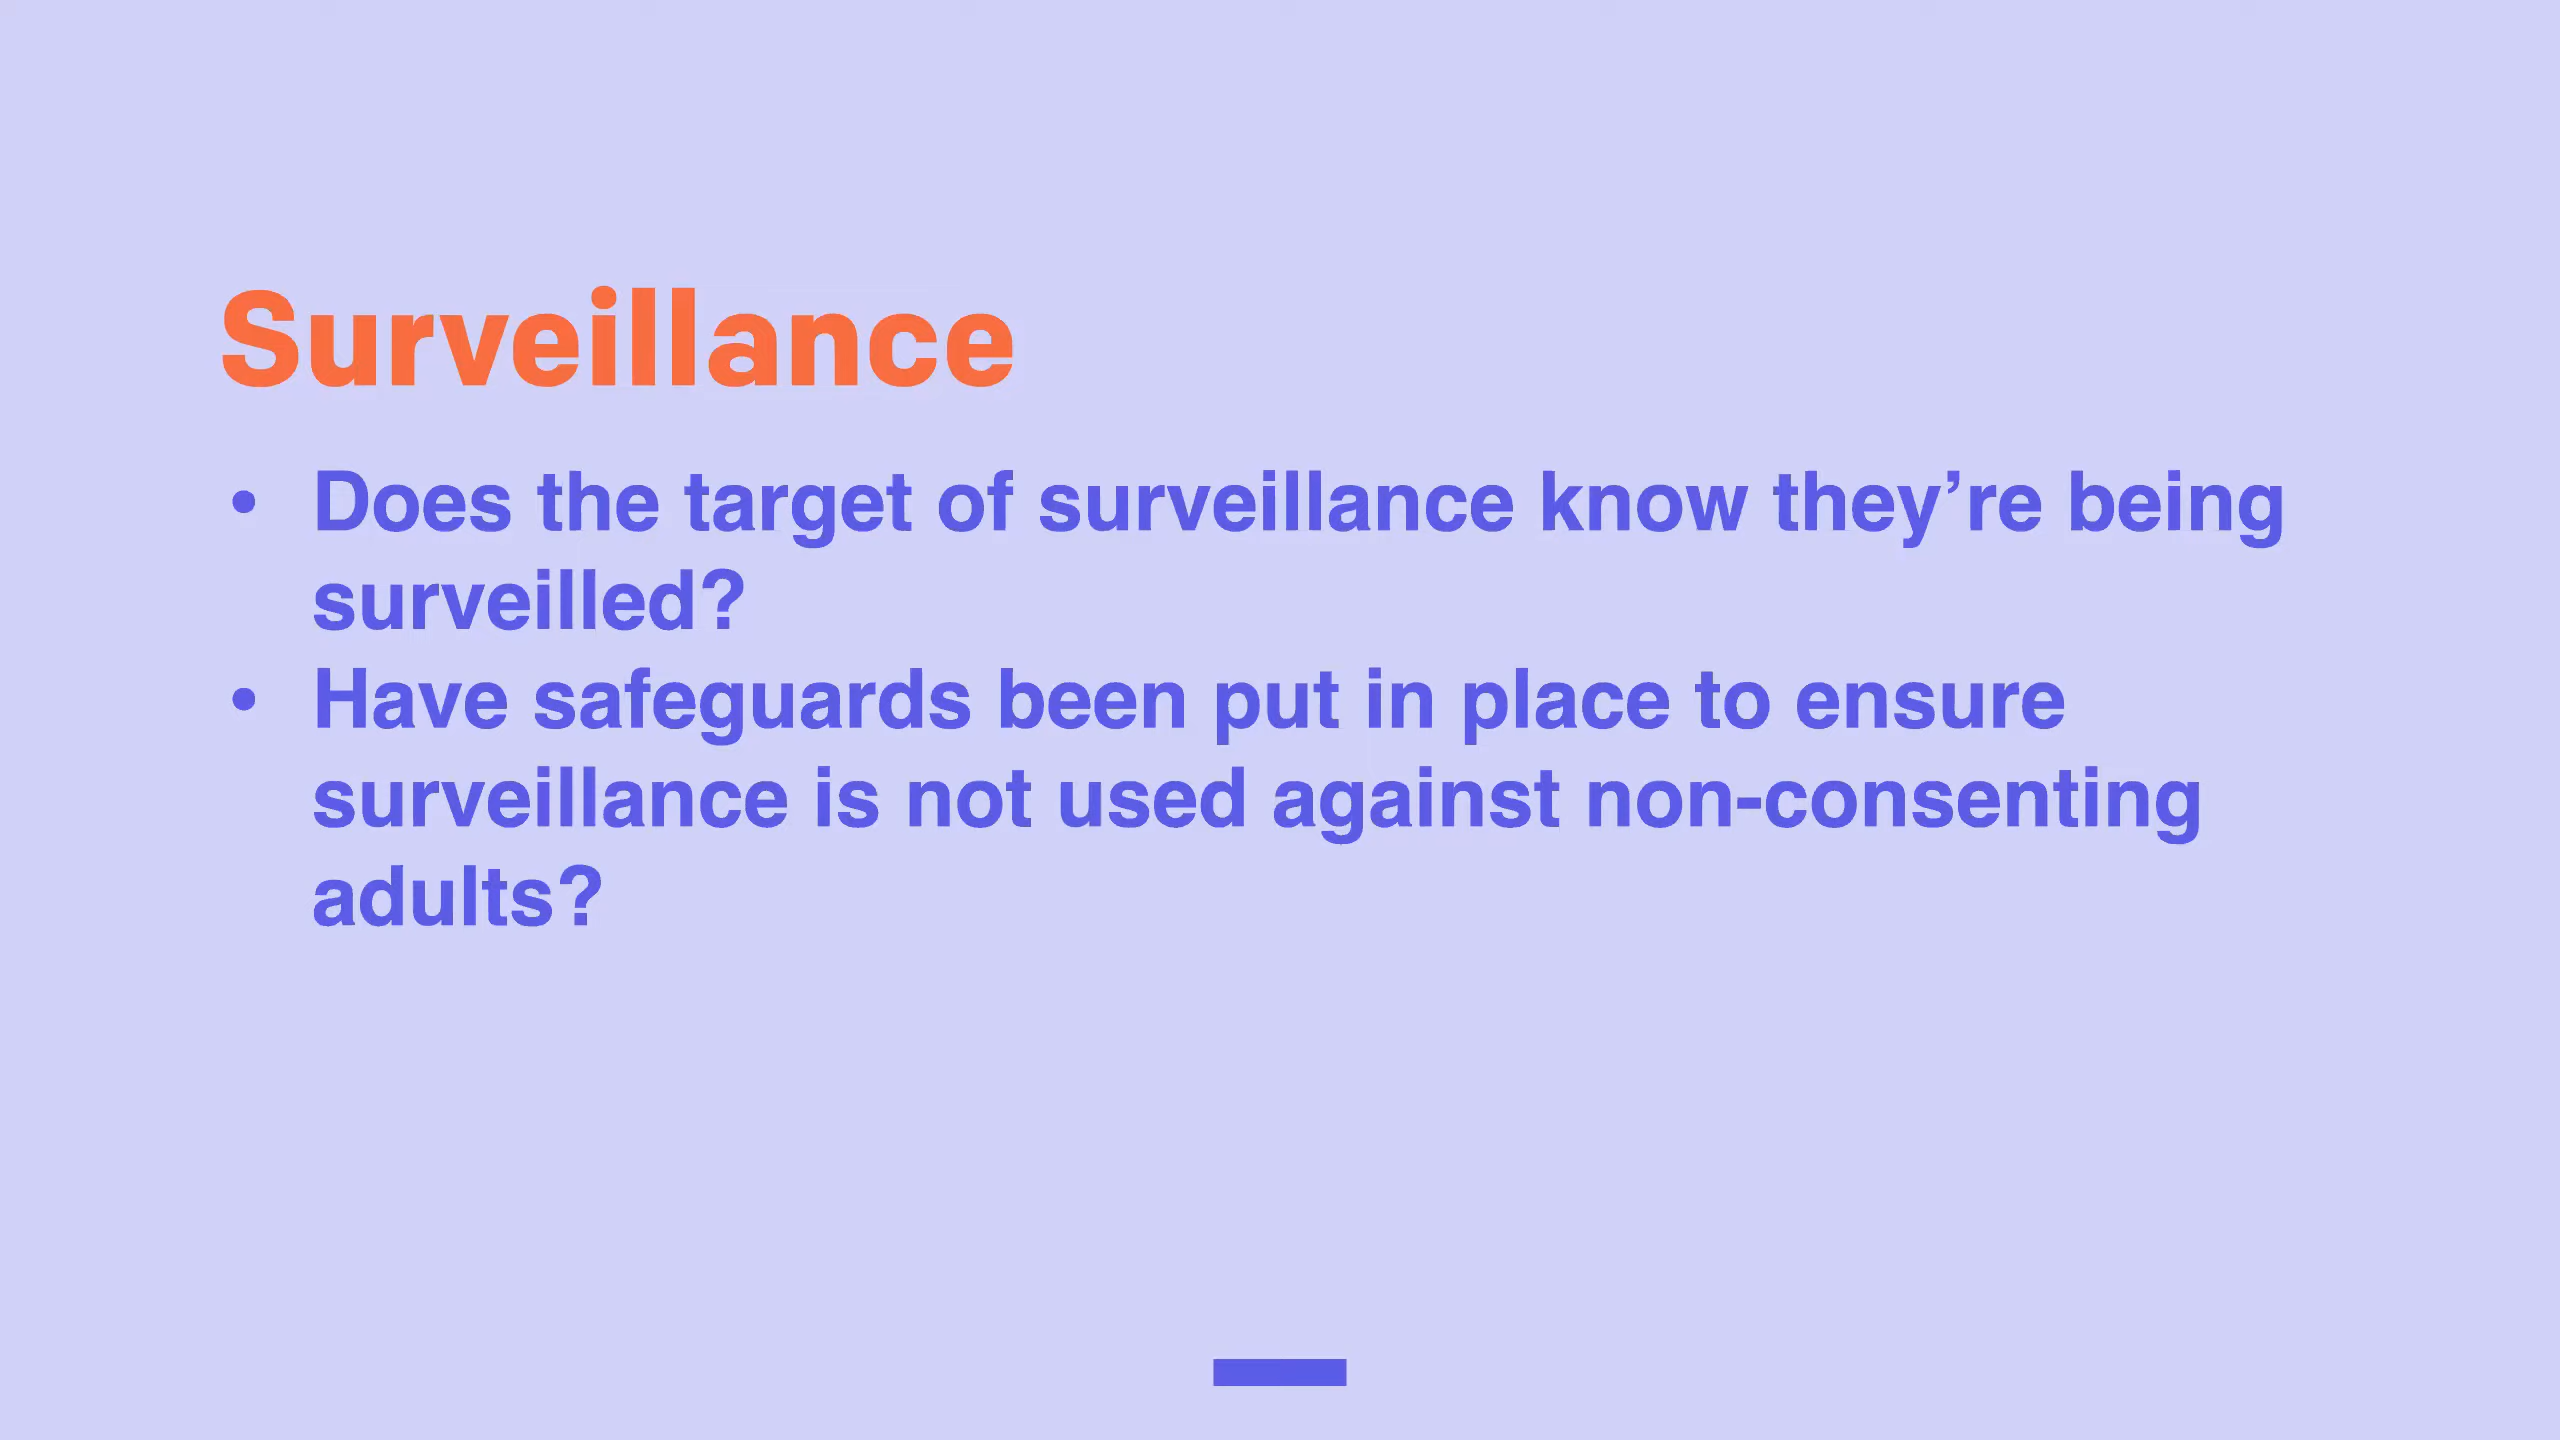 Surveillance
• Does the target of surveillance know they’re being
surveilled?
• Have safeguards been put in place to ensure
surveillance is not used against non-consenting
adults?